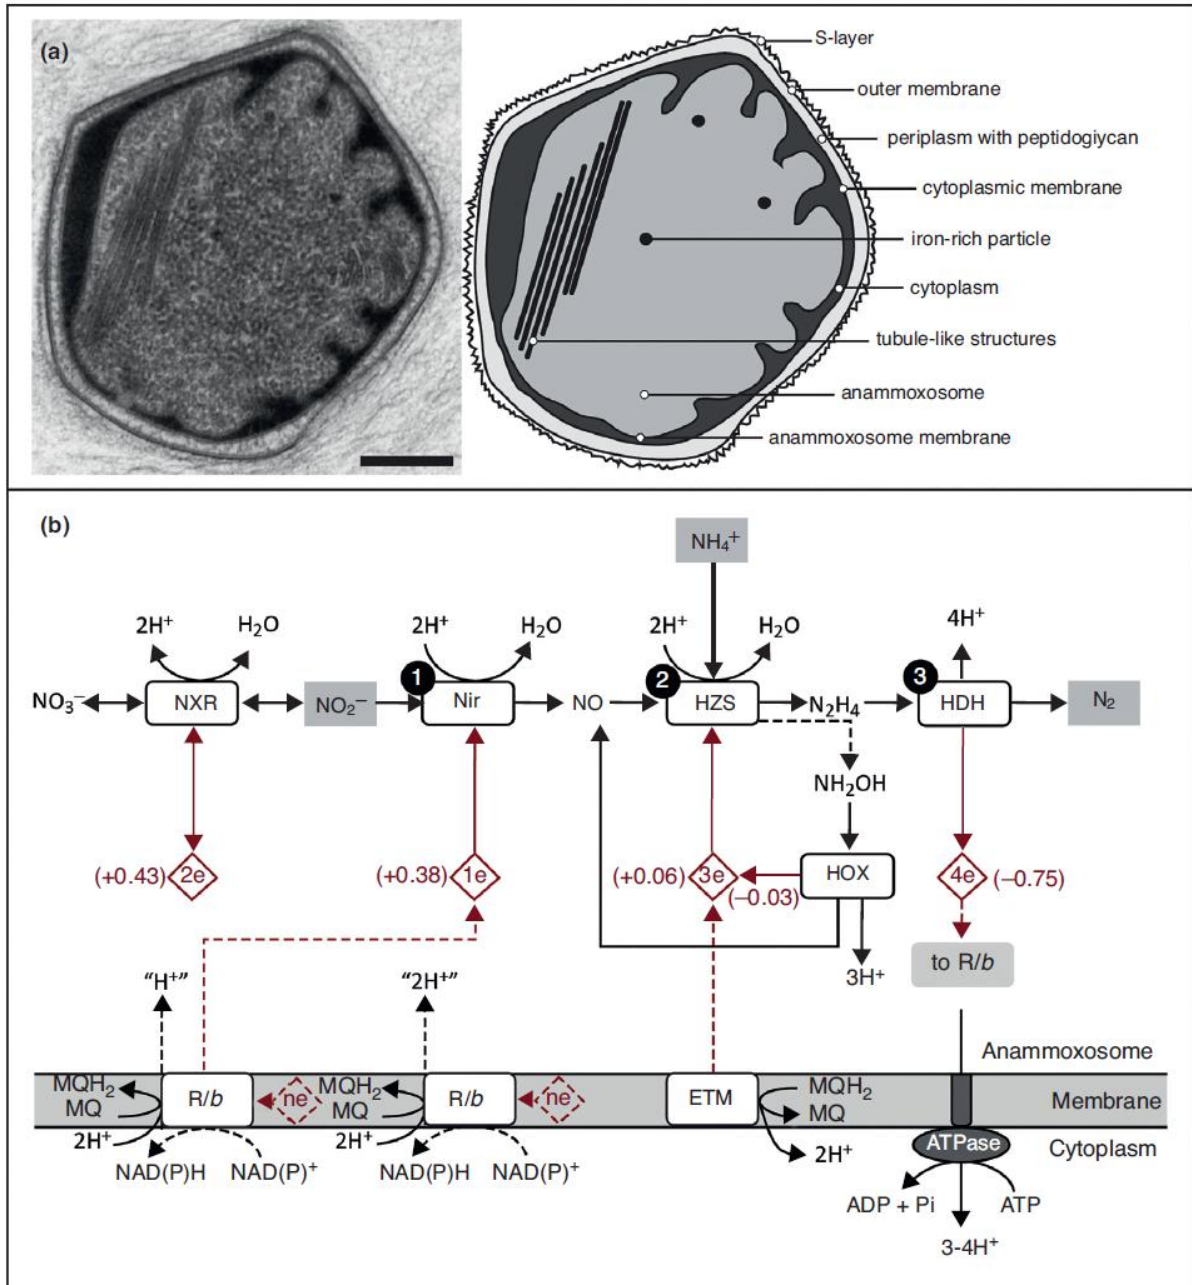 (a)
S-layer
outer membrane
periplasm with peptidogiycan
cytoplasmic membrane
iron-rich particle
cytoplasm
tubule-like structures
anammoxosome
anammoxosome membrane
(b)
NH₄⁺
2H⁺ H₂O 2H⁺ H₂O 2H⁺ H₂O 4H⁺
1 2 3
NO₃⁻ NXR NO₂⁻ Nir NO HZS N₂H₄ HDH N₂
NH₂OH
(+0.43) 2e (+0.38) 1e (+0.06) 3e (−0.03) HOX 4e (−0.75)
3H⁺ to R/b
“H⁺” “2H⁺”
Anammoxosome
MQH₂ MQ R/b ne MQH₂ MQ R/b ne ETM MQH₂ MQ Membrane
2H⁺ 2H⁺ 2H⁺ ATPase Cytoplasm
NAD(P)H NAD(P)⁺ NAD(P)H NAD(P)⁺
ADP + Pi ATP
3-4H⁺